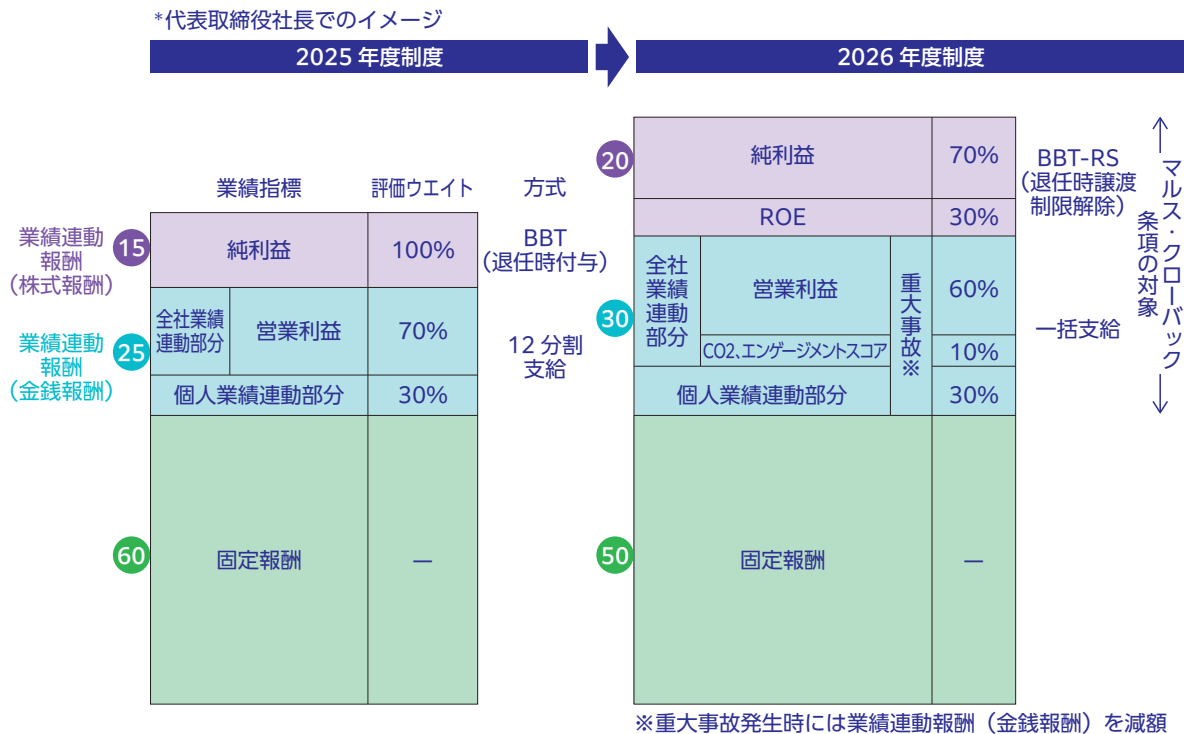 *代表取締役社長でのイメージ
2025 年度制度
2026 年度制度
業績指標
評価ウエイト
方式
業績連動
報酬
(株式報酬)
15
純利益
100%
BBT
(退任時付与)
業績連動
報酬
(金銭報酬)
25
全社業績
連動部分
営業利益
70%
12 分割
支給
個人業績連動部分
30%
60
固定報酬
—
20
純利益
70%
BBT-RS
(退任時譲渡
制限解除)
ROE
30%
30
全社
業績
連動
部分
営業利益
60%
CO2、エンゲージメントスコア
10%
重大事故※
個人業績連動部分
30%
一括支給
50
固定報酬
—
マルス・クローバック
条項の対象
※重大事故発生時には業績連動報酬（金銭報酬）を減額